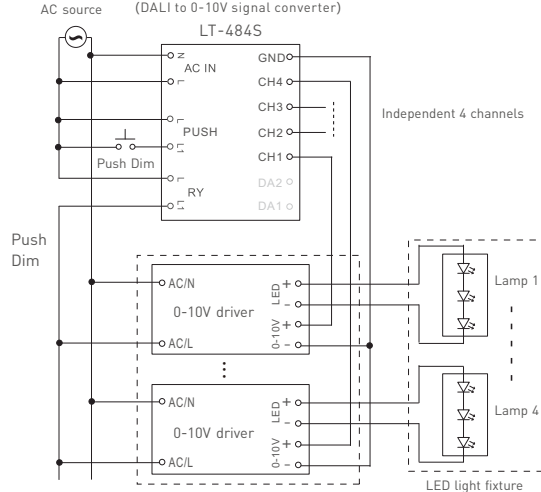 AC source
(DALI to 0-10V signal converter)
LT-484S
N
AC IN
L
GND
CH4
CH3
CH2
CH1
DA2
DA1
L
PUSH
L1
Push Dim
L
RY
L1
Independent 4 channels
Push
Dim
AC/N
0-10V driver
AC/L
LED
+
−
0-10V
+
−
Lamp 1
AC/N
0-10V driver
AC/L
LED
+
−
0-10V
+
−
Lamp 4
LED light fixture